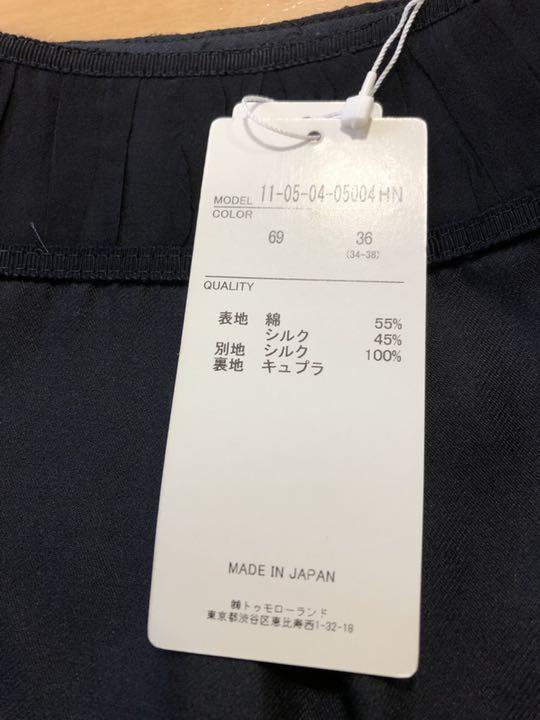 MODEL 11-05-04-05004HN
COLOR
69 36
(34-38)
QUALITY
表地 綿 55%
シルク 45%
別地 シルク 100%
裏地 キュプラ
MADE IN JAPAN
㈱トゥモローランド
東京都渋谷区恵比寿西1-32-18